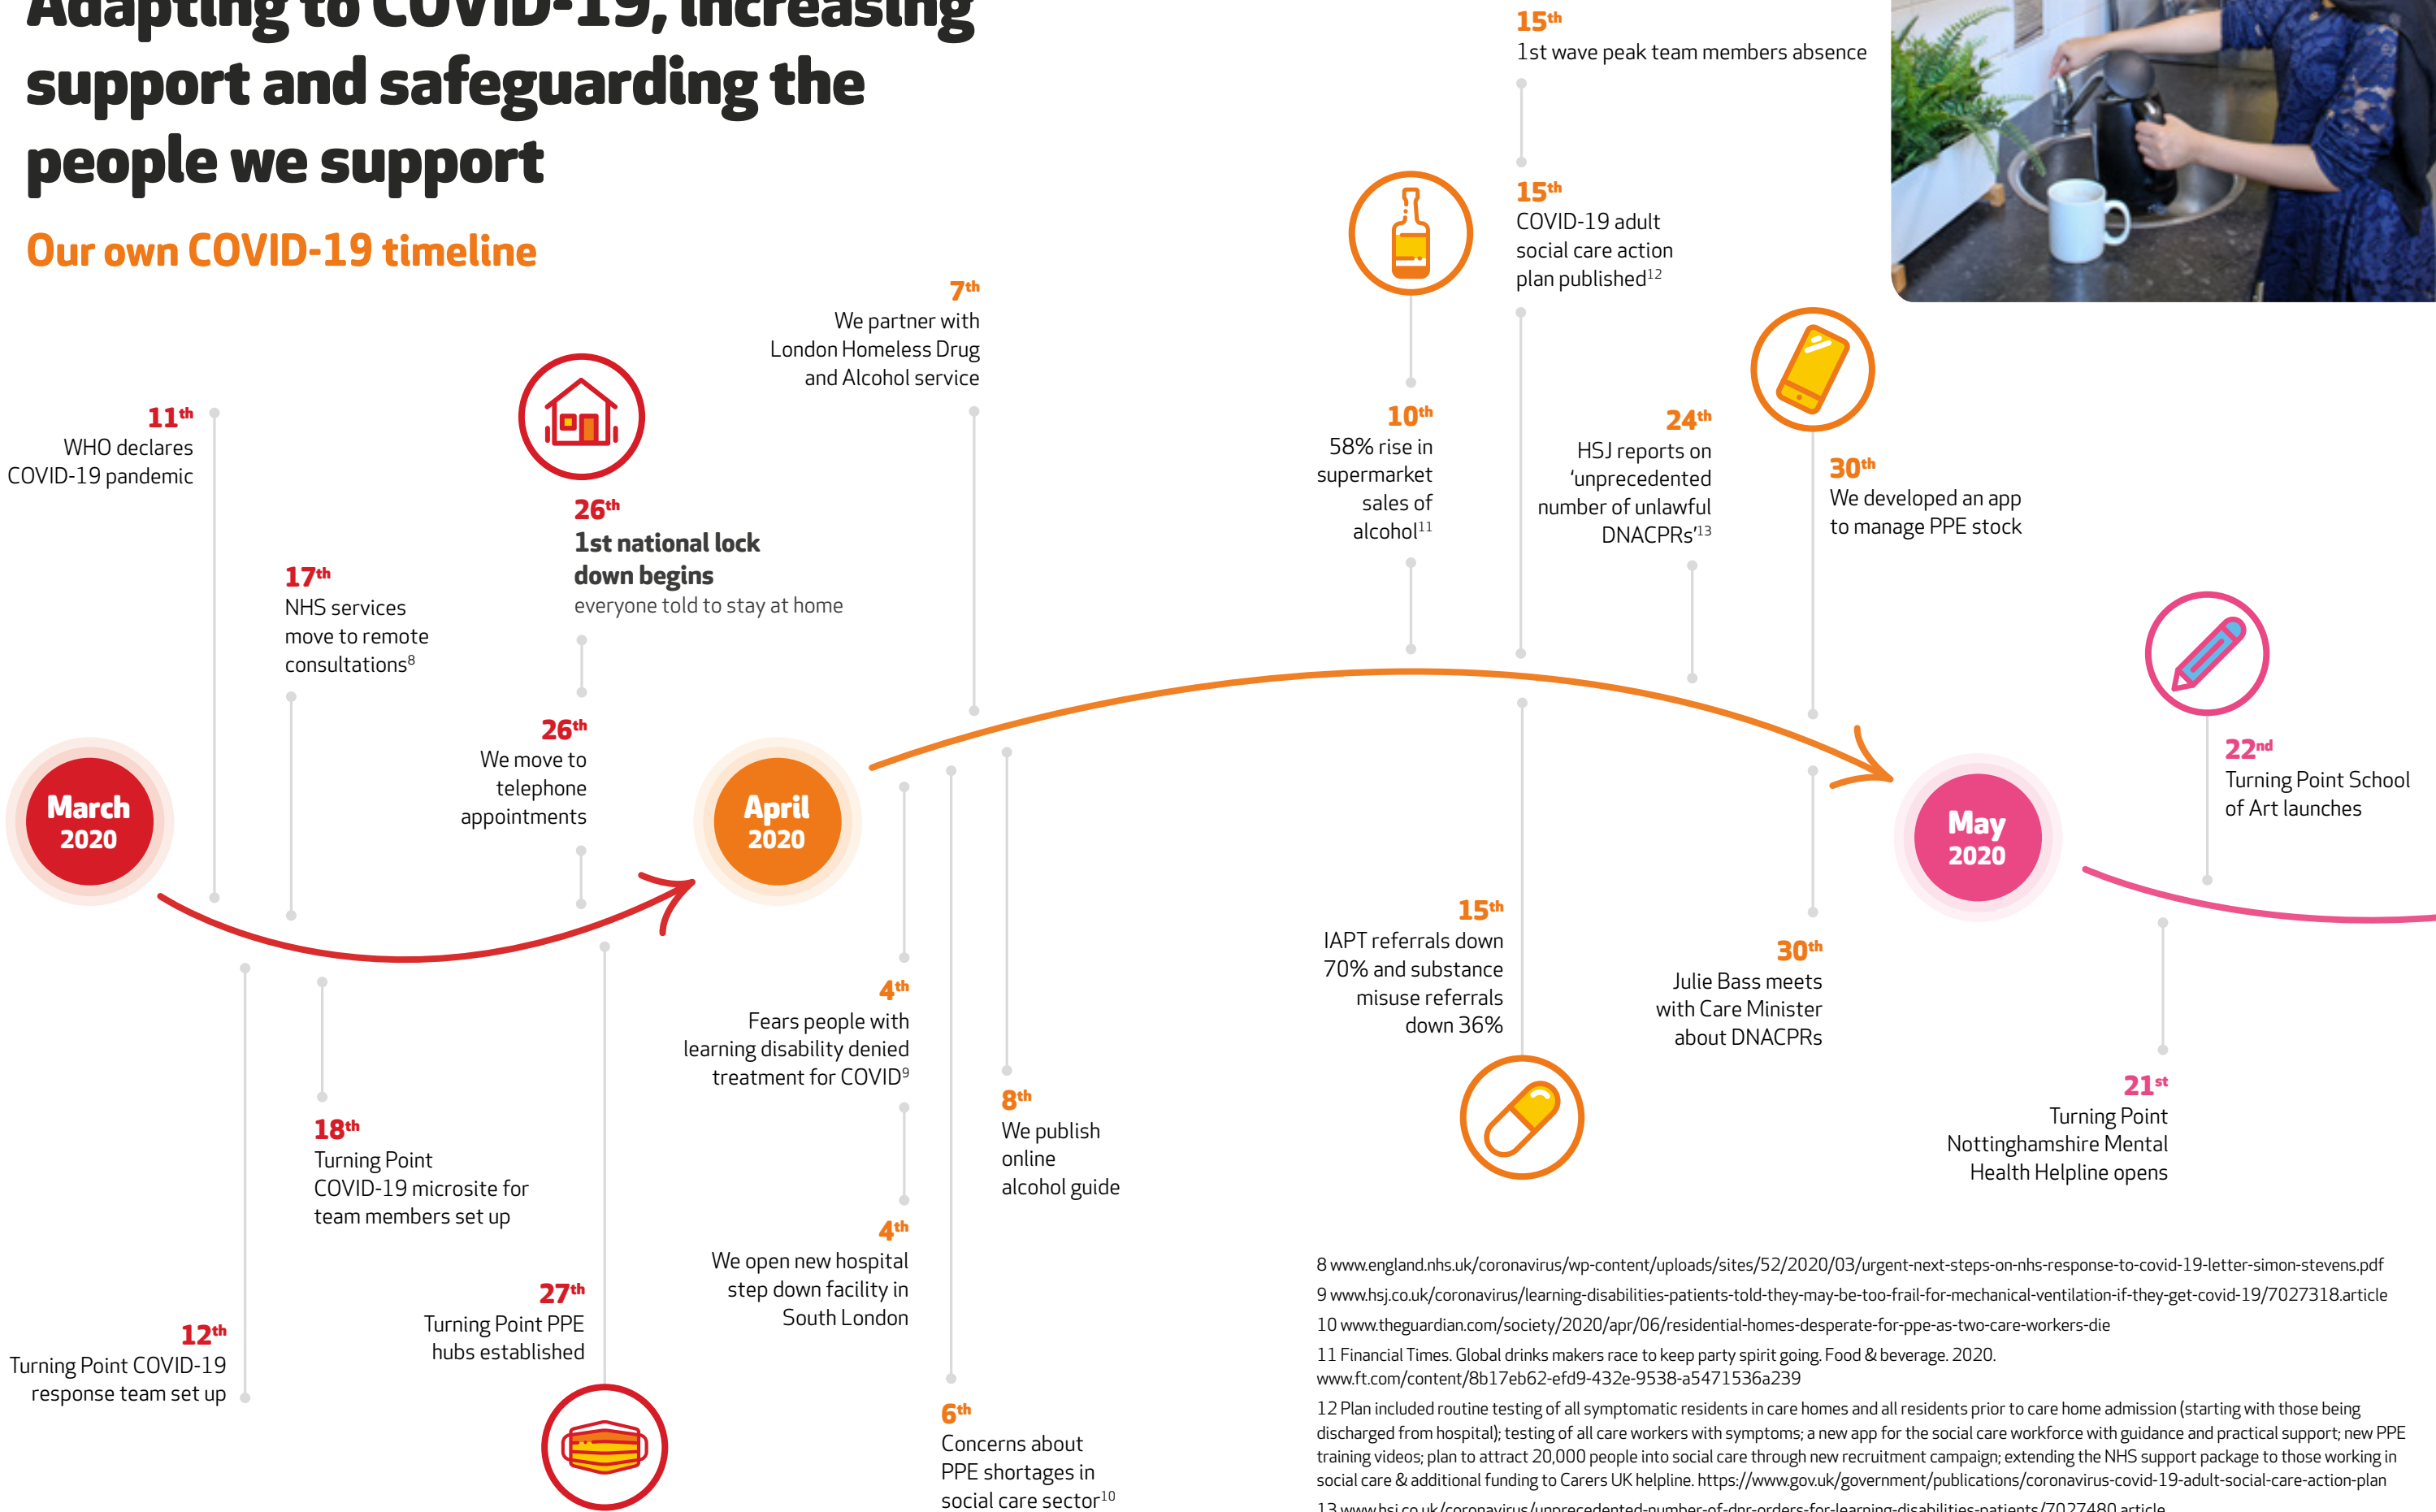 Adapting to COVID-19, increasing
support and safeguarding the
people we support
Our own COVID-19 timeline
March
2020
11th
WHO declares
COVID-19 pandemic
12th
Turning Point COVID-19
response team set up
17th
NHS services
move to remote
consultations8
18th
Turning Point
COVID-19 microsite for
team members set up
26th
1st national lock
down begins
everyone told to stay at home
26th
We move to
telephone
appointments
27th
Turning Point PPE
hubs established
April
2020
4th
Fears people with
learning disability denied
treatment for COVID9
4th
We open new hospital
step down facility in
South London
6th
Concerns about
PPE shortages in
social care sector10
7th
We partner with
London Homeless Drug
and Alcohol service
8th
We publish
online
alcohol guide
10th
58% rise in
supermarket
sales of
alcohol11
15th
1st wave peak team members absence
15th
COVID-19 adult
social care action
plan published12
15th
IAPT referrals down
70% and substance
misuse referrals
down 36%
24th
HSJ reports on
‘unprecedented
number of unlawful
DNACPRs’13
30th
We developed an app
to manage PPE stock
30th
Julie Bass meets
with Care Minister
about DNACPRs
May
2020
21st
Turning Point
Nottinghamshire Mental
Health Helpline opens
22nd
Turning Point School
of Art launches
8 www.england.nhs.uk/coronavirus/wp-content/uploads/sites/52/2020/03/urgent-next-steps-on-nhs-response-to-covid-19-letter-simon-stevens.pdf
9 www.hsj.co.uk/coronavirus/learning-disabilities-patients-told-they-may-be-too-frail-for-mechanical-ventilation-if-they-get-covid-19/7027318.article
10 www.theguardian.com/society/2020/apr/06/residential-homes-desperate-for-ppe-as-two-care-workers-die
11 Financial Times. Global drinks makers race to keep party spirit going. Food & beverage. 2020.
www.ft.com/content/8b17eb62-efd9-432e-9538-a5471536a239
12 Plan included routine testing of all symptomatic residents in care homes and all residents prior to care home admission (starting with those being
discharged from hospital); testing of all care workers with symptoms; a new app for the social care workforce with guidance and practical support; new PPE
training videos; plan to attract 20,000 people into social care through new recruitment campaign; extending the NHS support package to those working in
social care & additional funding to Carers UK helpline. https://www.gov.uk/government/publications/coronavirus-covid-19-adult-social-care-action-plan
13 www.hsj.co.uk/coronavirus/unprecedented-number-of-dnr-orders-for-learning-disabilities-patients/7027480.article